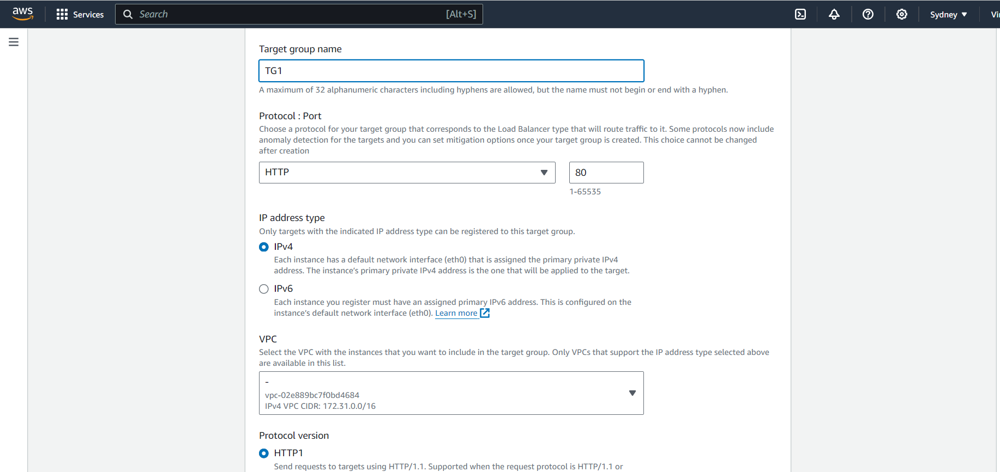 aws
Services
Search
[Alt+S]
Sydney
Target group name
TG1
A maximum of 32 alphanumeric characters including hyphens are allowed, but the name must not begin or end with a hyphen.
Protocol : Port
Choose a protocol for your target group that corresponds to the Load Balancer type that will route traffic to it. Some protocols now include
anomaly detection for the targets and you can set mitigation options once your target group is created. This choice cannot be changed
after creation
HTTP
80
1-65535
IP address type
Only targets with the indicated IP address type can be registered to this target group.
IPv4
Each instance has a default network interface (eth0) that is assigned the primary private IPv4
address. The instance's primary private IPv4 address is the one that will be applied to the target.
IPv6
Each instance you register must have an assigned primary IPv6 address. This is configured on the
instance's default network interface (eth0). Learn more
VPC
Select the VPC with the instances that you want to include in the target group. Only VPCs that support the IP address type selected above
are available in this list.
-
vpc-02e889bc7f0bd4684
IPv4 VPC CIDR: 172.31.0.0/16
Protocol version
HTTP1
Send requests to targets using HTTP/1.1. Supported when the request protocol is HTTP/1.1 or